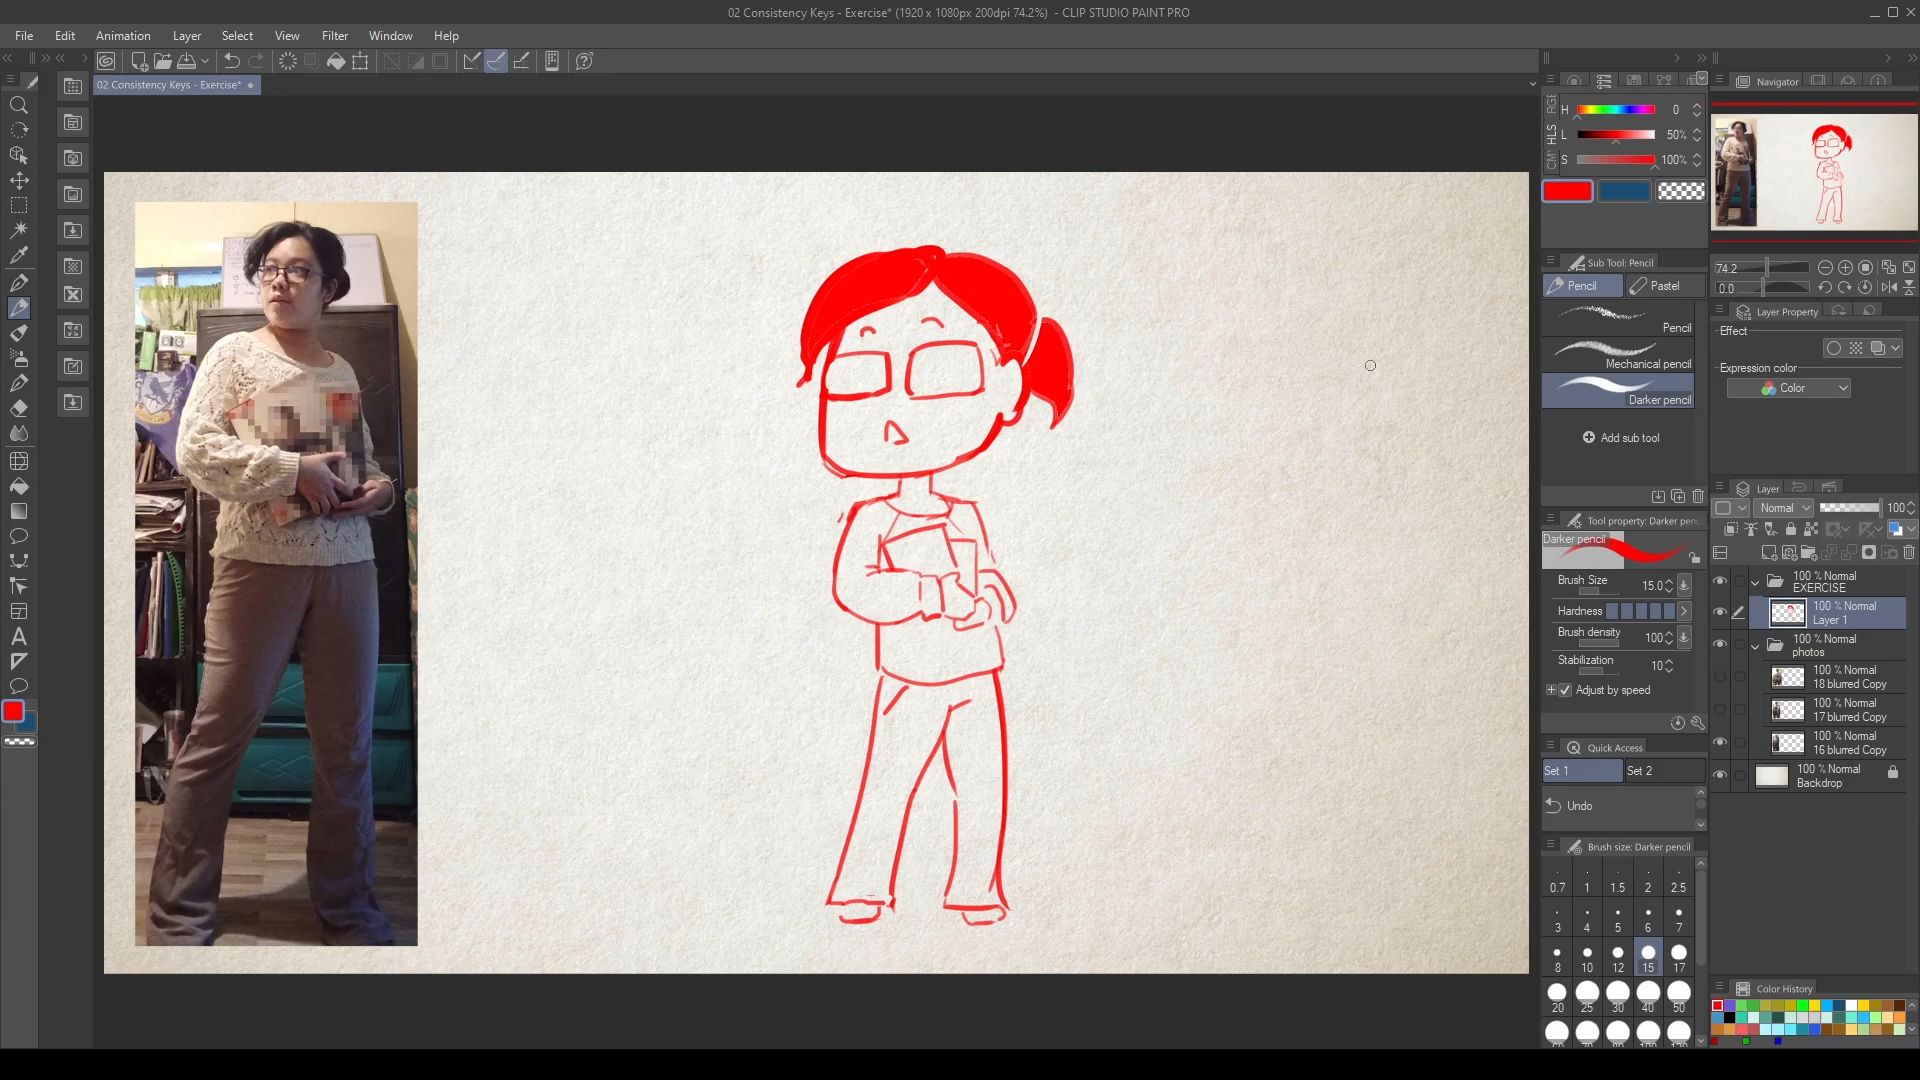 02 Consistency Keys - Exercise* (1920 x 1080px 200dpi 74.2%) - CLIP STUDIO PAINT PRO
File Edit Animation Layer Select View Filter Window Help
02 Consistency Keys - Exercise*
Navigator
RGB
HLS
CM
H 0
L 50%
S 100%
74.2
0.0
Sub Tool: Pencil
Pencil Pastel
Pencil
Mechanical pencil
Darker pencil
Add sub tool
Layer Property
Effect
Expression color
Color
Layer
Normal 100
Tool property: Darker penc
Darker pencil
Brush Size 15.0
Hardness
Brush density 100
Stabilization 10
Adjust by speed
100 % Normal
EXERCISE
100 % Normal
Layer 1
100 % Normal
photos
100 % Normal
18 blurred Copy
100 % Normal
17 blurred Copy
100 % Normal
16 blurred Copy
100 % Normal
Backdrop
Quick Access
Set 1 Set 2
Undo
Brush size: Darker pencil
0.7 1 1.5 2 2.5
3 4 5 6 7
8 10 12 15 17
20 25 30 40 50
Color History
A